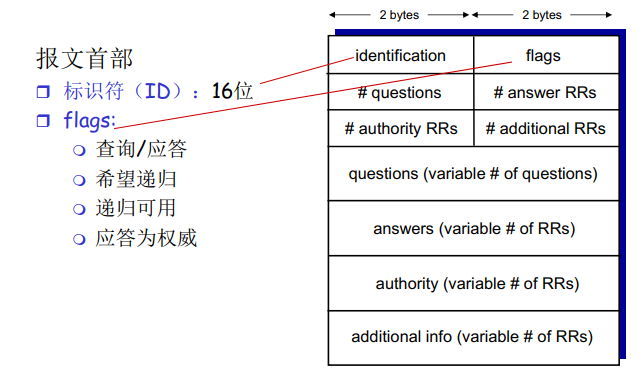 报文首部
标识符（ID）：16位
flags:
查询/应答
希望递归
递归可用
应答为权威
2 bytes 2 bytes
identification flags
# questions # answer RRs
# authority RRs # additional RRs
questions (variable # of questions)
answers (variable # of RRs)
authority (variable # of RRs)
additional info (variable # of RRs)